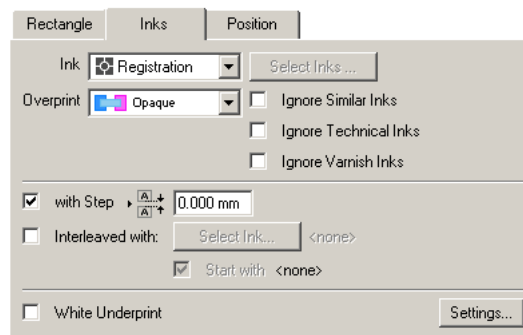 Rectangle Inks Position
Ink Registration Select Inks ...
Overprint Opaque Ignore Similar Inks
Ignore Technical Inks
Ignore Varnish Inks
with Step A A 0.000 mm
Interleaved with: Select Ink... <none>
Start with <none>
White Underprint Settings...